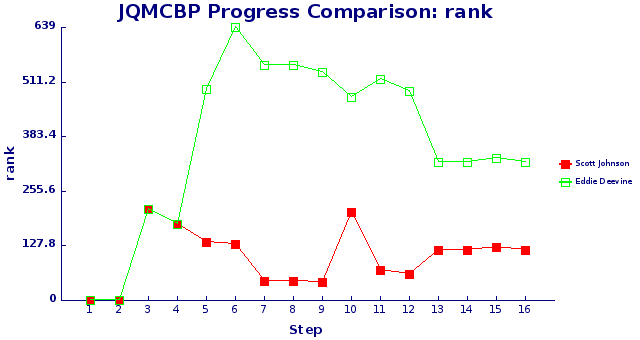 JQMCBP Progress Comparison: rank
639
511.2
383.4
255.6
127.8
0
rank
1 2 3 4 5 6 7 8 9 10 11 12 13 14 15 16
Step
Scott Johnson
Eddie Deevine